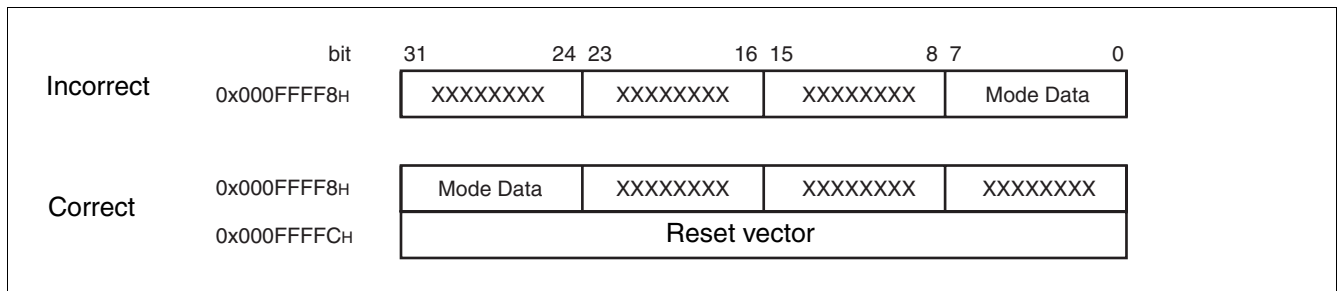 bit 31 24 23 16 15 8 7 0
Incorrect 0x000FFFF8H XXXXXXXX XXXXXXXX XXXXXXXX Mode Data
Correct
0x000FFFF8H Mode Data XXXXXXXX XXXXXXXX XXXXXXXX
0x000FFFFCH Reset vector